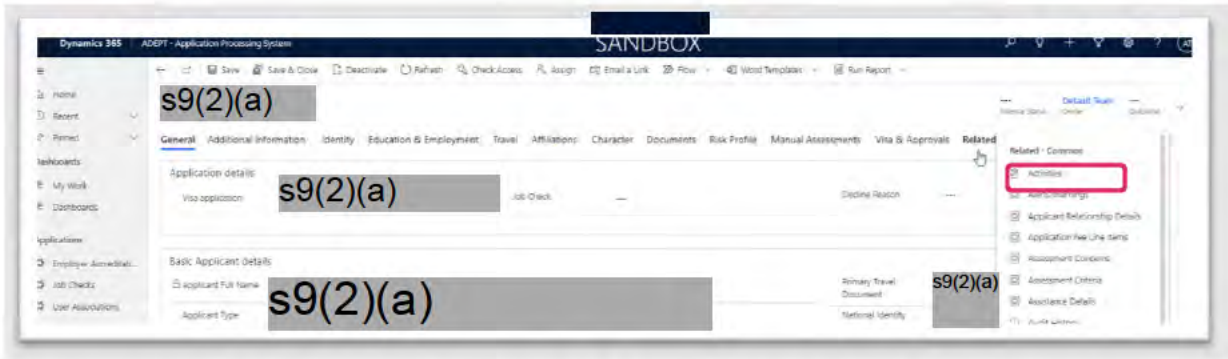 Dynamics 365 ADEPT - Application Processing System SANDBOX
Save Save & Close Deactivate Refresh Check Access Assign Email a Link Flow Word Templates Run Report
Home
Recent
Pinned
Dashboards
My Work
Dashboards
Applications
Employer Accreditati...
Job Checks
User Associations
s9(2)(a)
--- Default Team ---
Owner
General Additional Information Identity Education & Employment Travel Affiliations Character Documents Risk Profile Manual Assessments Visa & Approvals Related
Application details
Visa application s9(2)(a) Job Check --- Decline Reason ---
Basic Applicant details
Applicant Full Name s9(2)(a) Primary Travel Document s9(2)(a)
Applicant Type National Identity
Related - Common
Activities
Applicant Relationship Details
Application Fee Line Items
Assessment Concerns
Assessment Criteria
Assistance Details
Audit History